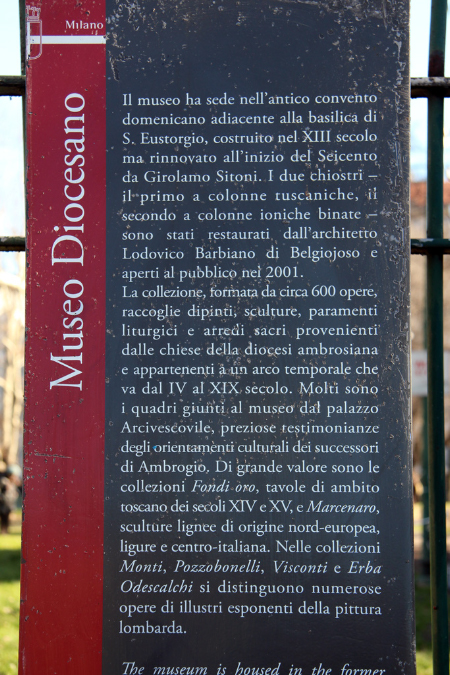 Milano
Museo Diocesano
Il museo ha sede nell'antico convento
domenicano adiacente alla basilica di
S. Eustorgio, costruito nel XIII secolo
ma rinnovato all'inizio del Seicento
da Girolamo Sitoni. I due chiostri –
il primo a colonne tuscaniche, il
secondo a colonne ioniche binate –
sono stati restaurati dall'architetto
Lodovico Barbiano di Belgiojoso e
aperti al pubblico nel 2001.
La collezione, formata da circa 600 opere,
raccoglie dipinti, sculture, paramenti
liturgici e arredi sacri provenienti
dalle chiese della diocesi ambrosiana
e appartenenti a un arco temporale che
va dal IV al XIX secolo. Molti sono
i quadri giunti al museo dal palazzo
Arcivescovile, preziose testimonianze
degli orientamenti culturali dei successori
di Ambrogio. Di grande valore sono le
collezioni Fondi oro, tavole di ambito
toscano dei secoli XIV e XV, e Marcenaro,
sculture lignee di origine nord-europea,
ligure e centro-italiana. Nelle collezioni
Monti, Pozzobonelli, Visconti e Erba
Odescalchi si distinguono numerose
opere di illustri esponenti della pittura
lombarda.
The museum is housed in the former